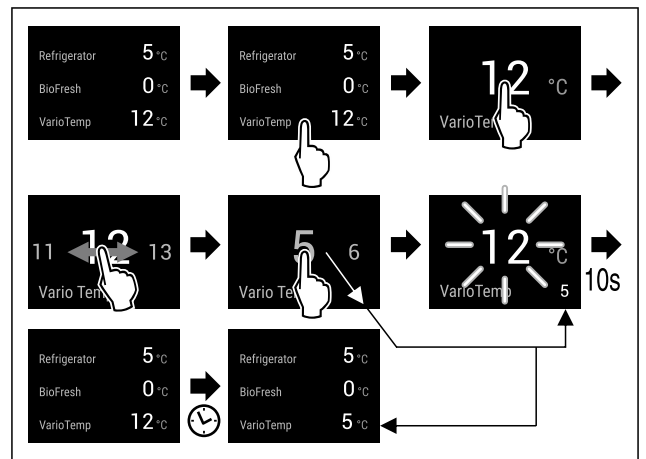 Refrigerator 5 °C
BioFresh 0 °C
VarioTemp 12 °C
Refrigerator 5 °C
BioFresh 0 °C
VarioTemp 12 °C
12 °C
VarioTemp
11 12 13
Vario Tem
5 6
Vario Te
12 °C
VarioTemp 5
10s
Refrigerator 5 °C
BioFresh 0 °C
VarioTemp 12 °C
Refrigerator 5 °C
BioFresh 0 °C
VarioTemp 5 °C